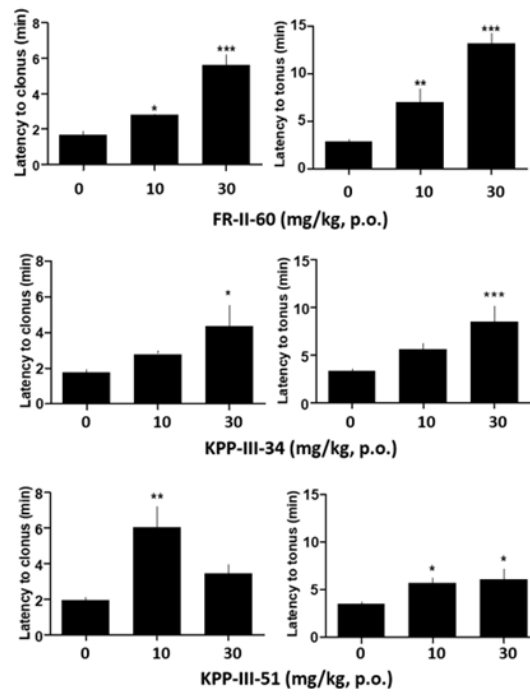 Latency to clonus (min)
8
6
4
2
0
*
***
0 10 30
Latency to tonus (min)
15
10
5
0
**
***
0 10 30
FR-II-60 (mg/kg, p.o.)
Latency to clonus (min)
8
6
4
2
0
*
0 10 30
Latency to tonus (min)
15
10
5
0
***
0 10 30
KPP-III-34 (mg/kg, p.o.)
Latency to clonus (min)
8
6
4
2
0
**
0 10 30
Latency to tonus (min)
15
10
5
0
*
*
0 10 30
KPP-III-51 (mg/kg, p.o.)